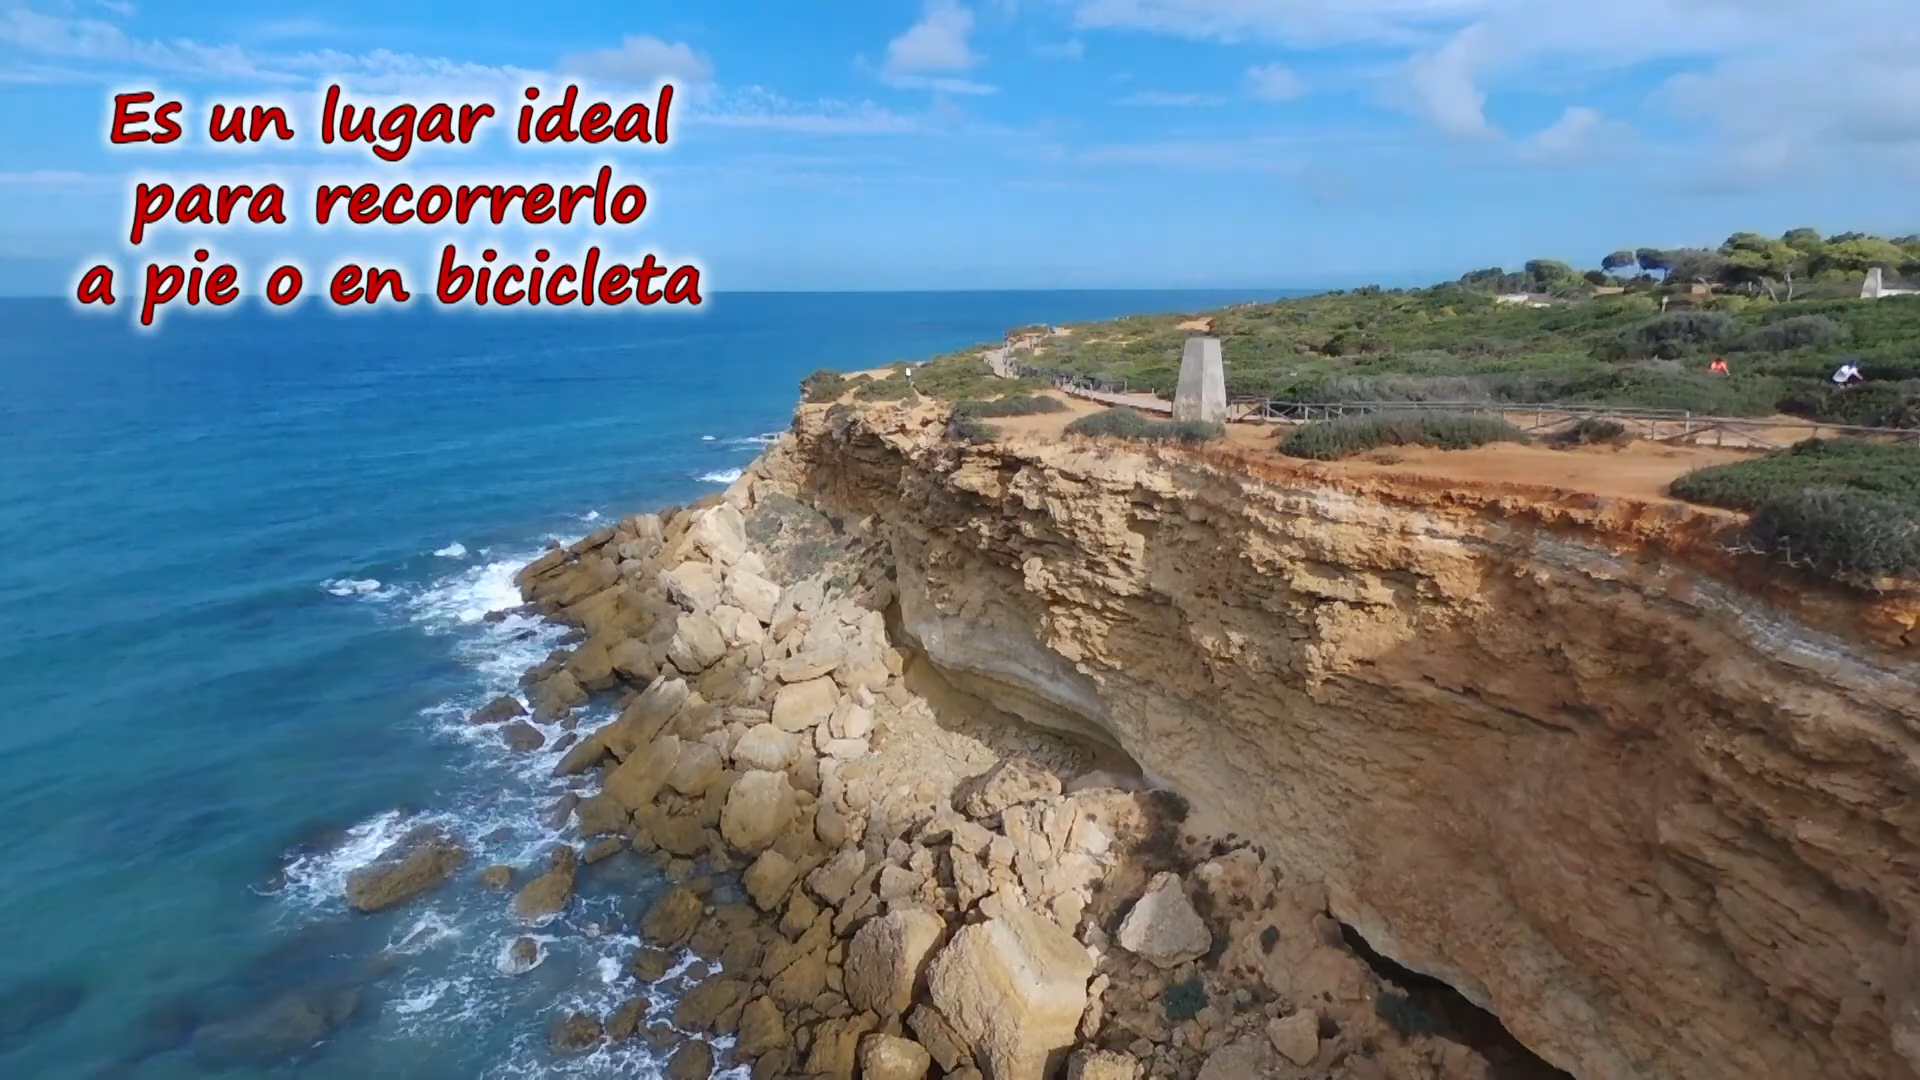 Es un lugar ideal
para recorrerlo
a pie o en bicicleta